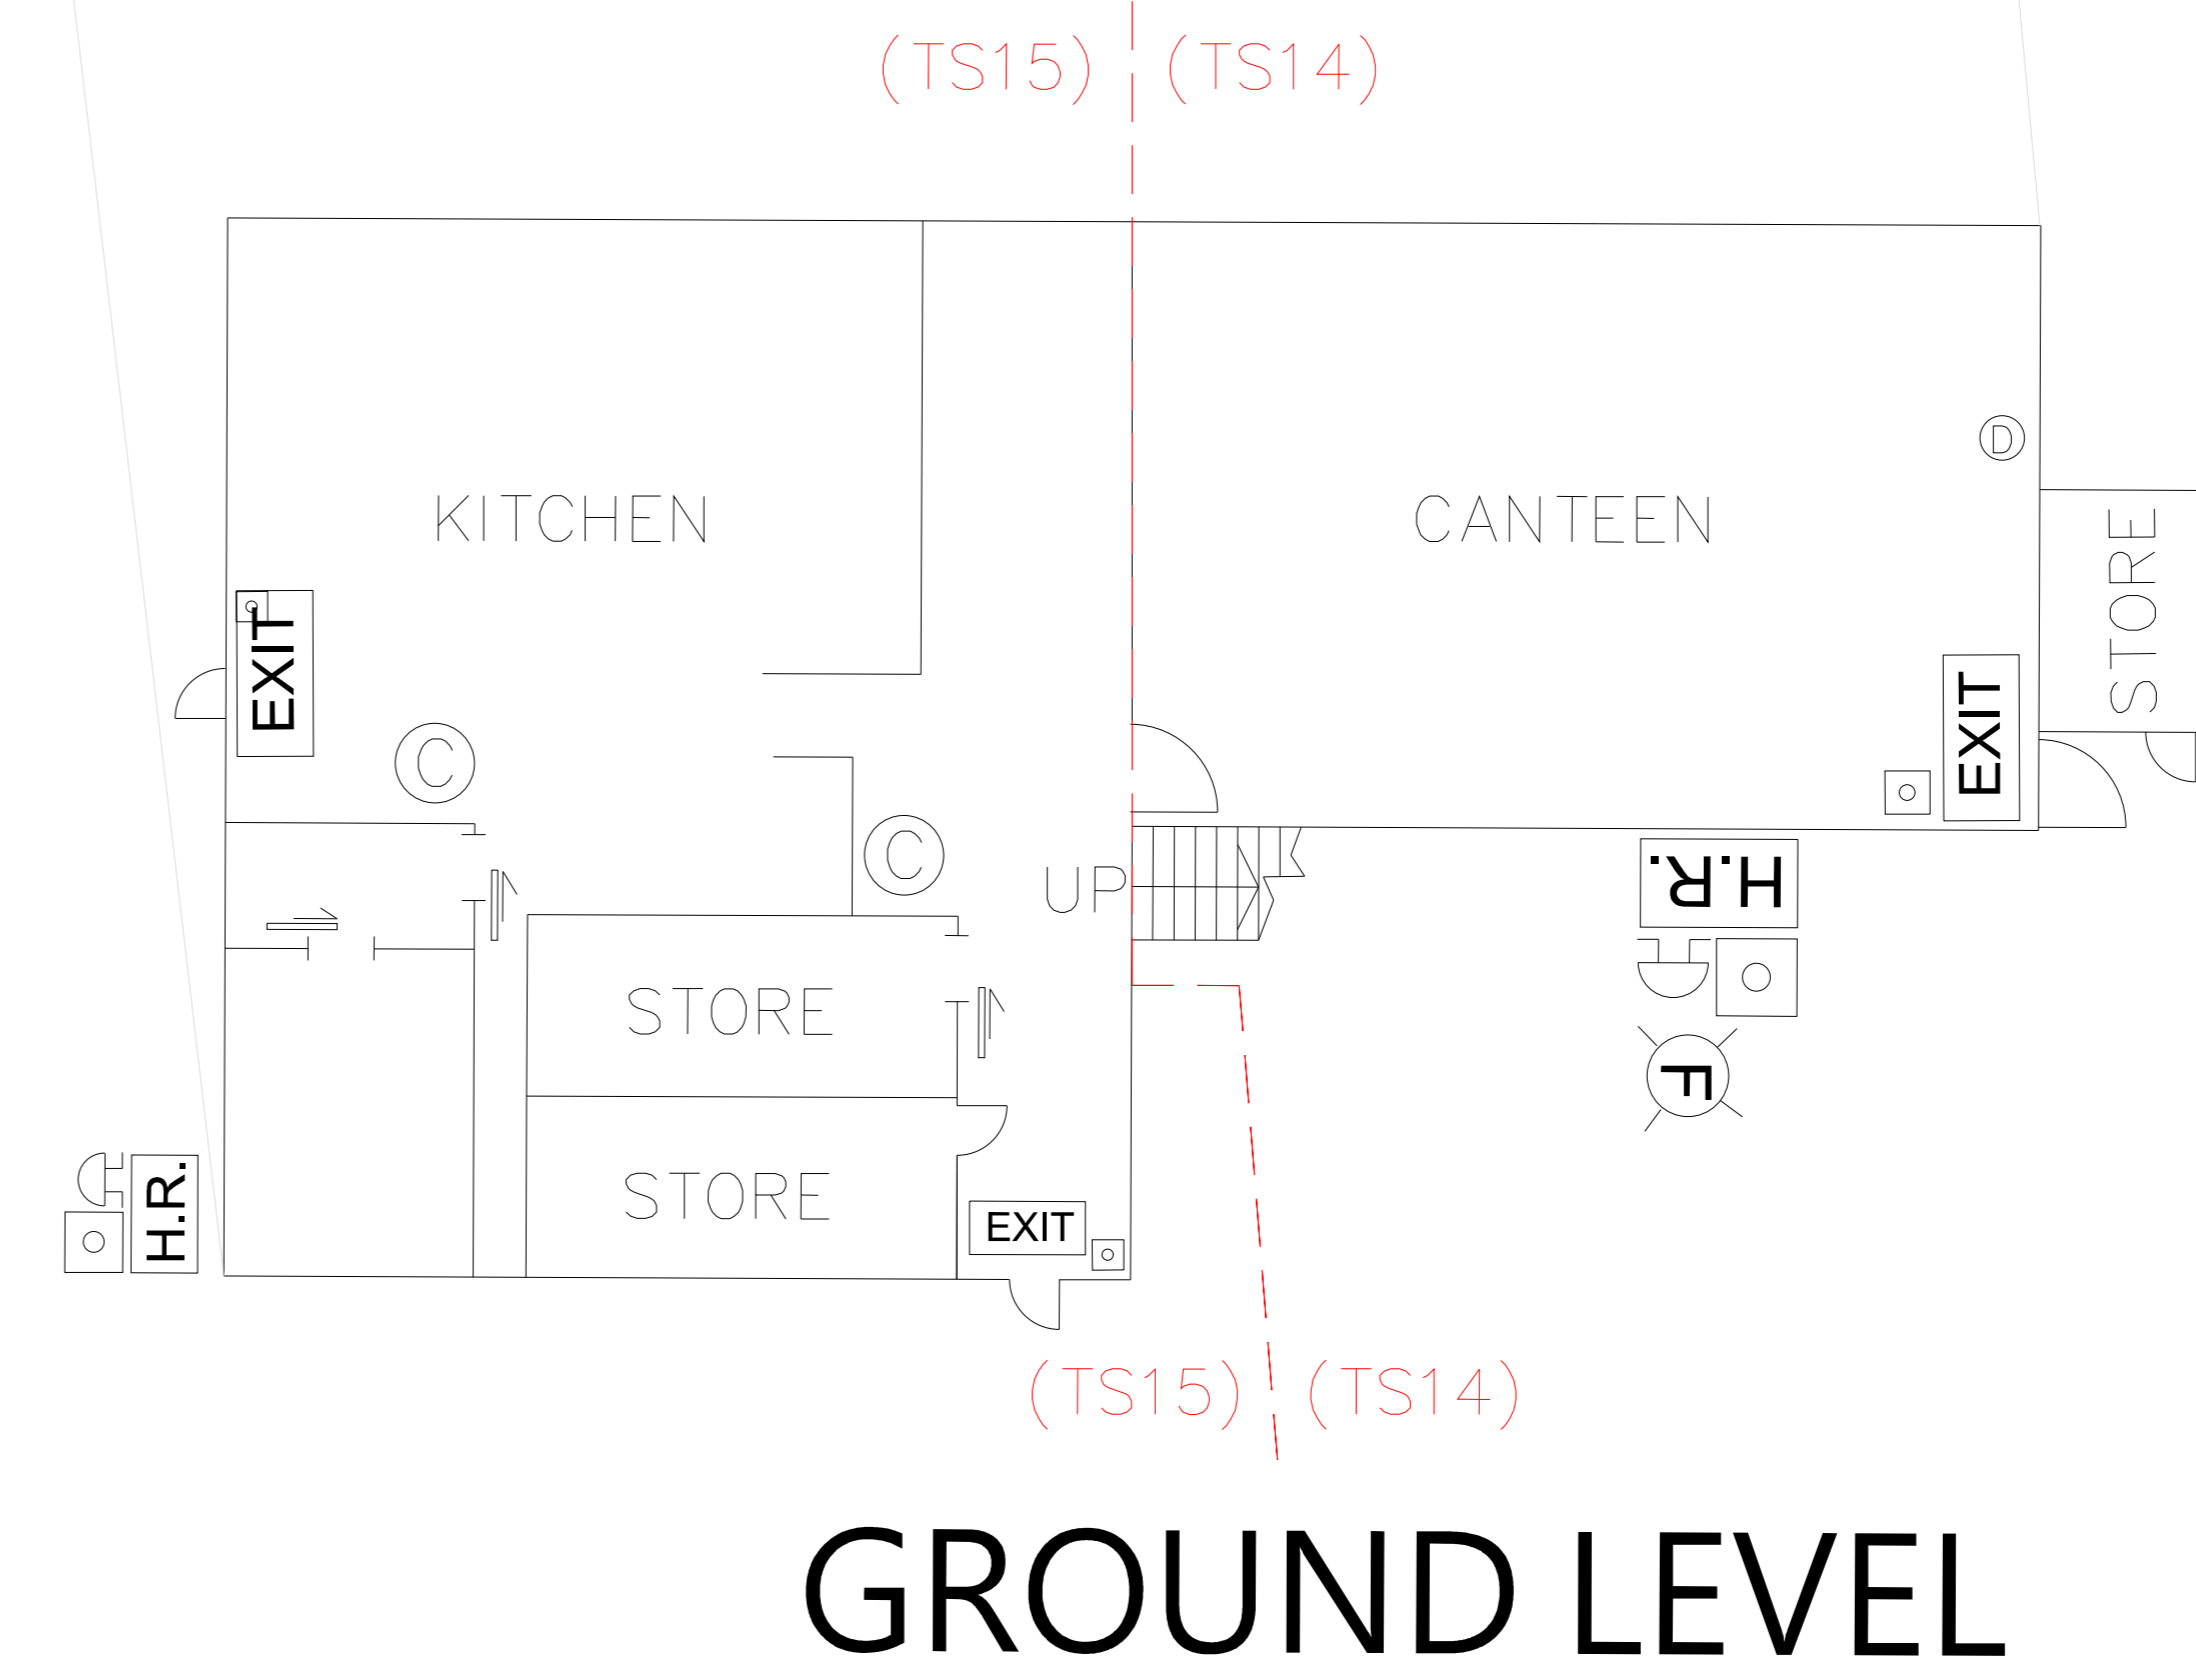 (TS15) (TS14)
D
KITCHEN
CANTEEN
STORE
EXIT
EXIT
C
C
UP
H.R.
STORE
F
STORE
H.R.
EXIT
(TS15) (TS14)
GROUND LEVEL